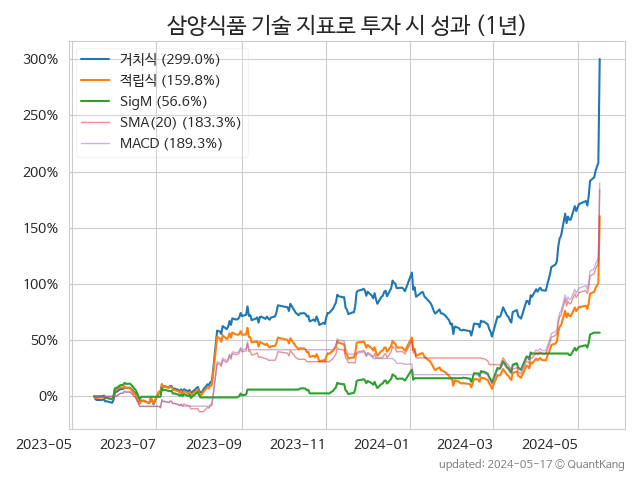 삼양식품 기술 지표로 투자 시 성과 (1년)
거치식 (299.0%)
적립식 (159.8%)
SigM (56.6%)
SMA(20) (183.3%)
MACD (189.3%)
300%
250%
200%
150%
100%
50%
0%
2023-05 2023-07 2023-09 2023-11 2024-01 2024-03 2024-05
updated: 2024-05-17 © QuantKang